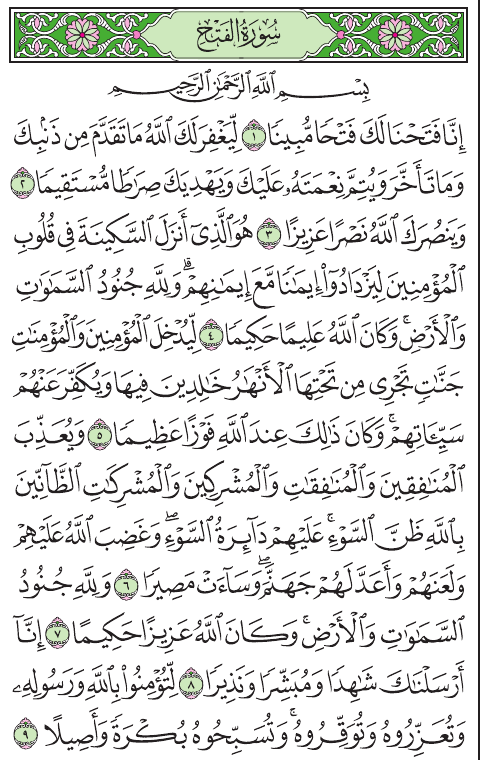 سُورَةُ الفَتْحِ
بِسْمِ ٱللَّهِ ٱلرَّحْمَٰنِ ٱلرَّحِيمِ
إِنَّا فَتَحْنَا لَكَ فَتْحًا مُّبِينًا ١ لِّيَغْفِرَ لَكَ ٱللَّهُ مَا تَقَدَّمَ مِن ذَنۢبِكَ
وَمَا تَأَخَّرَ وَيُتِمَّ نِعْمَتَهُۥ عَلَيْكَ وَيَهْدِيَكَ صِرَٰطًا مُّسْتَقِيمًا ٢
وَيَنصُرَكَ ٱللَّهُ نَصْرًا عَزِيزًا ٣ هُوَ ٱلَّذِىٓ أَنزَلَ ٱلسَّكِينَةَ فِى قُلُوبِ
ٱلْمُؤْمِنِينَ لِيَزْدَادُوٓا۟ إِيمَٰنًا مَّعَ إِيمَٰنِهِمْ ۗ وَلِلَّهِ جُنُودُ ٱلسَّمَٰوَٰتِ
وَٱلْأَرْضِ ۚ وَكَانَ ٱللَّهُ عَلِيمًا حَكِيمًا ٤ لِّيُدْخِلَ ٱلْمُؤْمِنِينَ وَٱلْمُؤْمِنَٰتِ
جَنَّٰتٍ تَجْرِى مِن تَحْتِهَا ٱلْأَنْهَٰرُ خَٰلِدِينَ فِيهَا وَيُكَفِّرَ عَنْهُمْ
سَيِّـَٔاتِهِمْ ۚ وَكَانَ ذَٰلِكَ عِندَ ٱللَّهِ فَوْزًا عَظِيمًا ٥ وَيُعَذِّبَ
ٱلْمُنَٰفِقِينَ وَٱلْمُنَٰفِقَٰتِ وَٱلْمُشْرِكِينَ وَٱلْمُشْرِكَٰتِ ٱلظَّآنِّينَ
بِٱللَّهِ ظَنَّ ٱلسَّوْءِ ۚ عَلَيْهِمْ دَآئِرَةُ ٱلسَّوْءِ ۖ وَغَضِبَ ٱللَّهُ عَلَيْهِمْ
وَلَعَنَهُمْ وَأَعَدَّ لَهُمْ جَهَنَّمَ ۖ وَسَآءَتْ مَصِيرًا ٦ وَلِلَّهِ جُنُودُ
ٱلسَّمَٰوَٰتِ وَٱلْأَرْضِ ۚ وَكَانَ ٱللَّهُ عَزِيزًا حَكِيمًا ٧ إِنَّآ
أَرْسَلْنَٰكَ شَٰهِدًا وَمُبَشِّرًا وَنَذِيرًا ٨ لِّتُؤْمِنُوا۟ بِٱللَّهِ وَرَسُولِهِۦ
وَتُعَزِّرُوهُ وَتُوَقِّرُوهُ ۚ وَتُسَبِّحُوهُ بُكْرَةً وَأَصِيلًا ٩